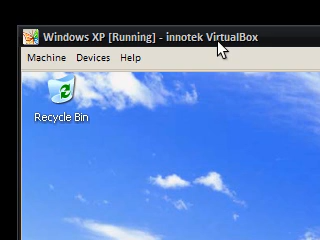 Windows XP [Running] - innotek VirtualBox
Machine Devices Help
Recycle Bin